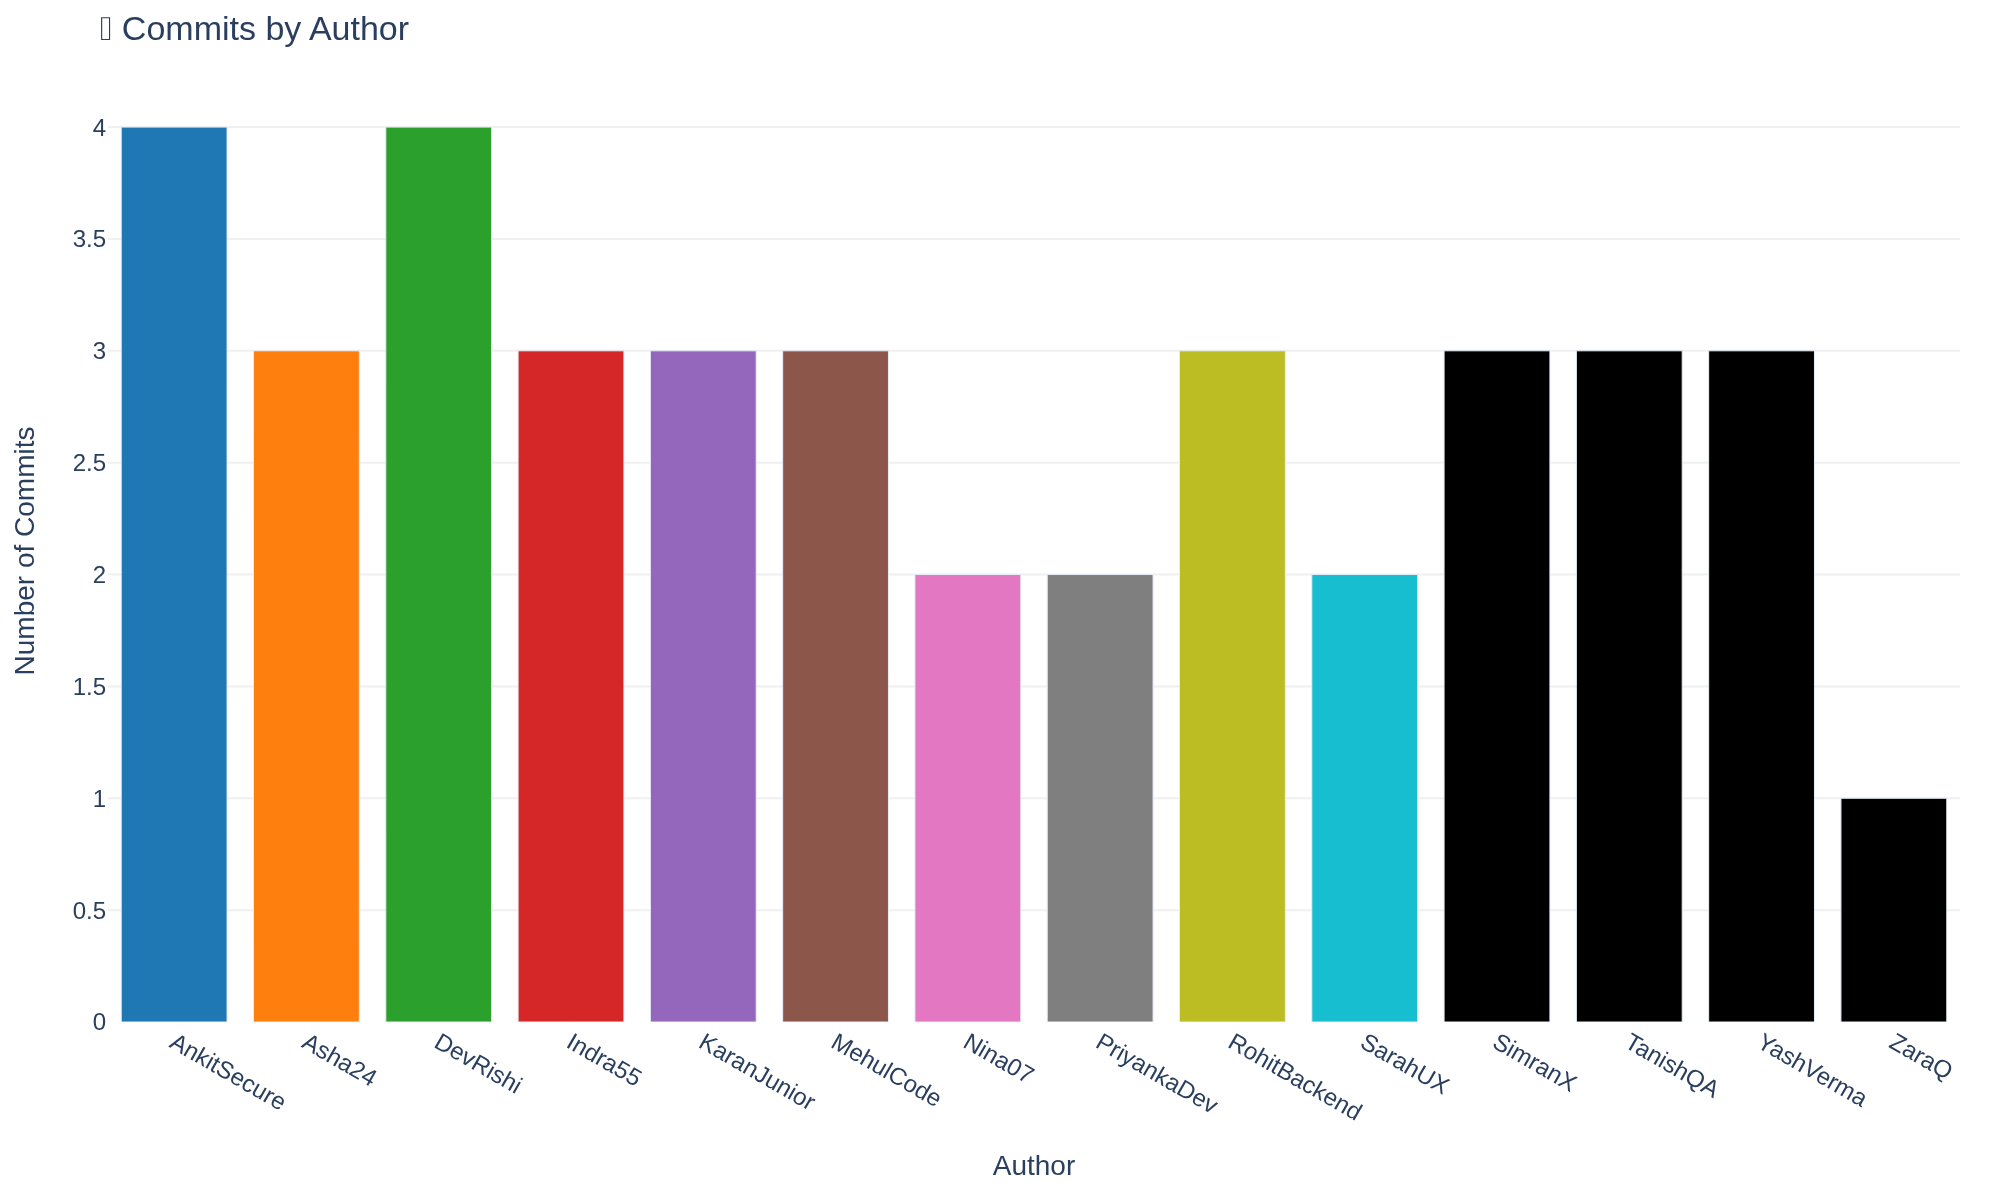 Commits by Author
4
3.5
3
2.5
2
1.5
1
0.5
0
Number of Commits
AnkitSecure
Asha24
DevRishi
Indra55
KaranJunior
MehulCode
Nina07
PriyankaDev
RohitBackend
SarahUX
SimranX
TanishQA
YashVerma
ZaraQ
Author